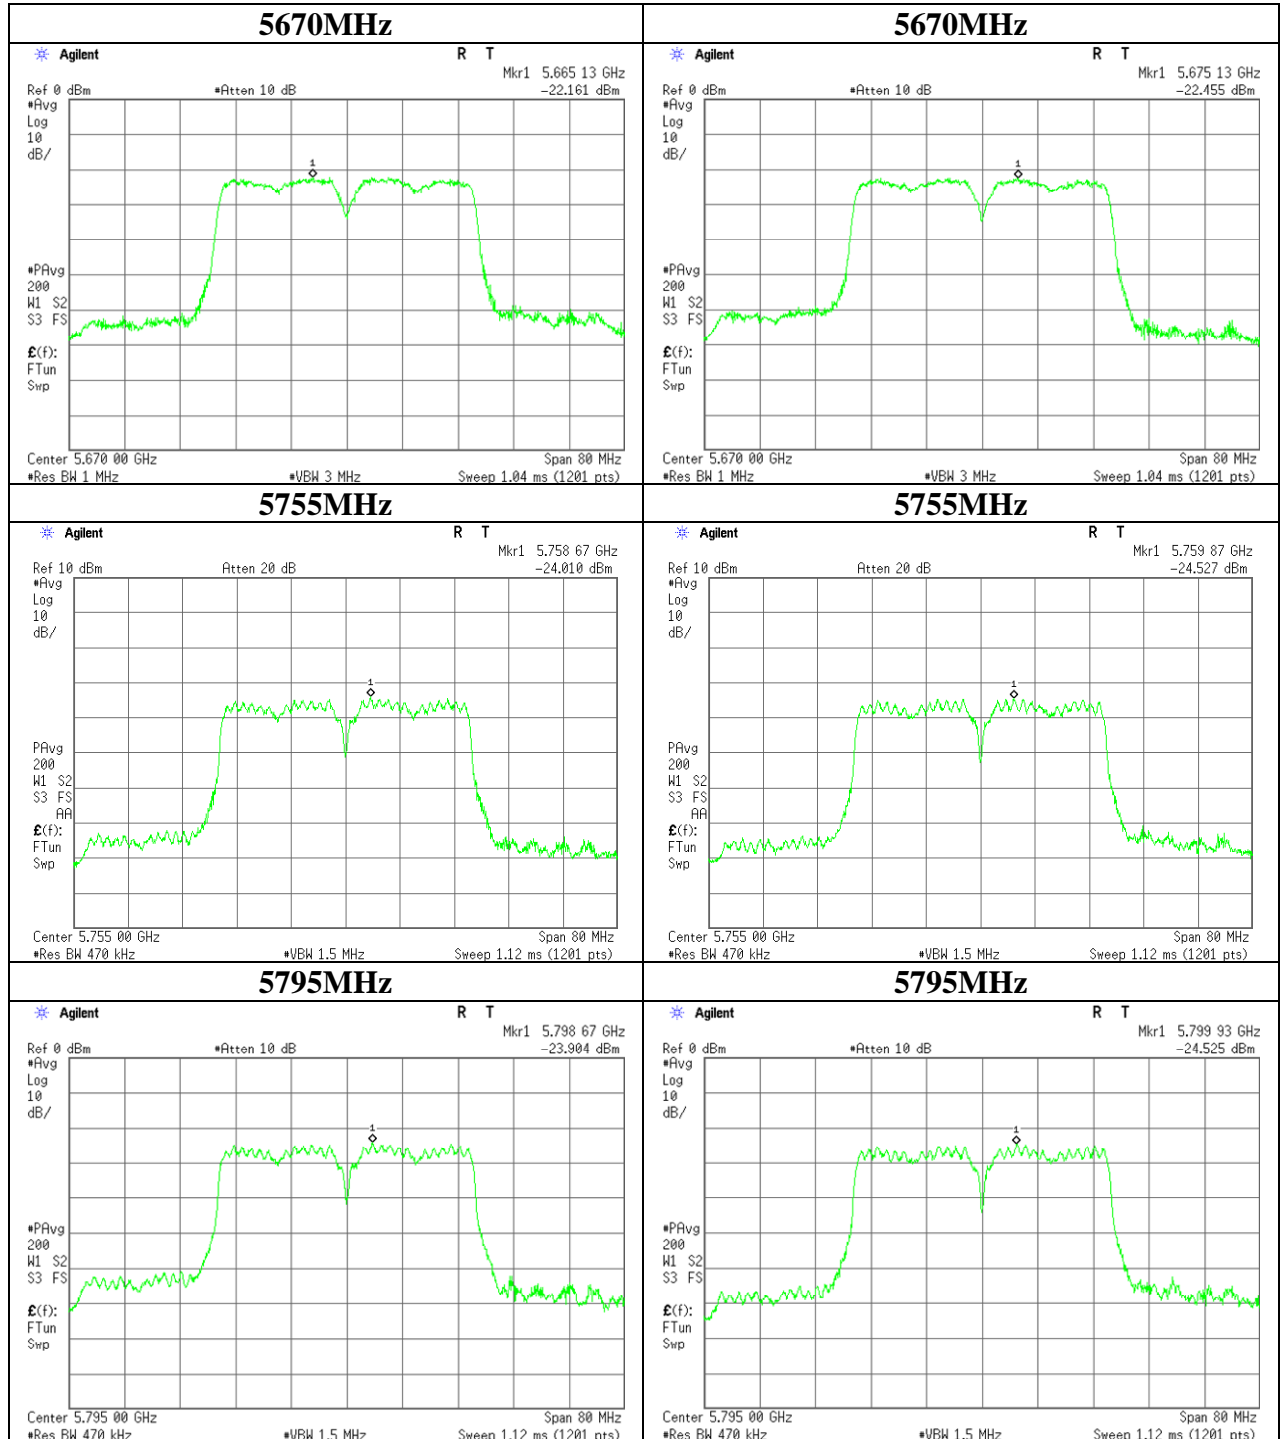 5670MHz
Agilent
R T
Mkr1 5.665 13 GHz
Ref 0 dBm #Atten 10 dB -22.161 dBm
#Avg
Log
10
dB/
1
#PAvg
200
W1 S2
S3 FS
£(f):
FTun
Swp
Center 5.670 00 GHz Span 80 MHz
#Res BW 1 MHz #VBW 3 MHz Sweep 1.04 ms (1201 pts)
5670MHz
Agilent
R T
Mkr1 5.675 13 GHz
Ref 0 dBm #Atten 10 dB -22.455 dBm
#Avg
Log
10
dB/
1
#PAvg
200
W1 S2
S3 FS
£(f):
FTun
Swp
Center 5.670 00 GHz Span 80 MHz
#Res BW 1 MHz #VBW 3 MHz Sweep 1.04 ms (1201 pts)
5755MHz
Agilent
R T
Mkr1 5.758 67 GHz
Ref 10 dBm Atten 20 dB -24.010 dBm
#Avg
Log
10
dB/
1
PAvg
200
W1 S2
S3 FS
AA
£(f):
FTun
Swp
Center 5.755 00 GHz Span 80 MHz
#Res BW 470 kHz #VBW 1.5 MHz Sweep 1.12 ms (1201 pts)
5755MHz
Agilent
R T
Mkr1 5.759 87 GHz
Ref 10 dBm Atten 20 dB -24.527 dBm
#Avg
Log
10
dB/
1
PAvg
200
W1 S2
S3 FS
AA
£(f):
FTun
Swp
Center 5.755 00 GHz Span 80 MHz
#Res BW 470 kHz #VBW 1.5 MHz Sweep 1.12 ms (1201 pts)
5795MHz
Agilent
R T
Mkr1 5.798 67 GHz
Ref 0 dBm #Atten 10 dB -23.904 dBm
#Avg
Log
10
dB/
1
#PAvg
200
W1 S2
S3 FS
£(f):
FTun
Swp
Center 5.795 00 GHz Span 80 MHz
#Res BW 470 kHz #VBW 1.5 MHz Sweep 1.12 ms (1201 pts)
5795MHz
Agilent
R T
Mkr1 5.799 93 GHz
Ref 0 dBm #Atten 10 dB -24.525 dBm
#Avg
Log
10
dB/
1
#PAvg
200
W1 S2
S3 FS
£(f):
FTun
Swp
Center 5.795 00 GHz Span 80 MHz
#Res BW 470 kHz #VBW 1.5 MHz Sweep 1.12 ms (1201 pts)